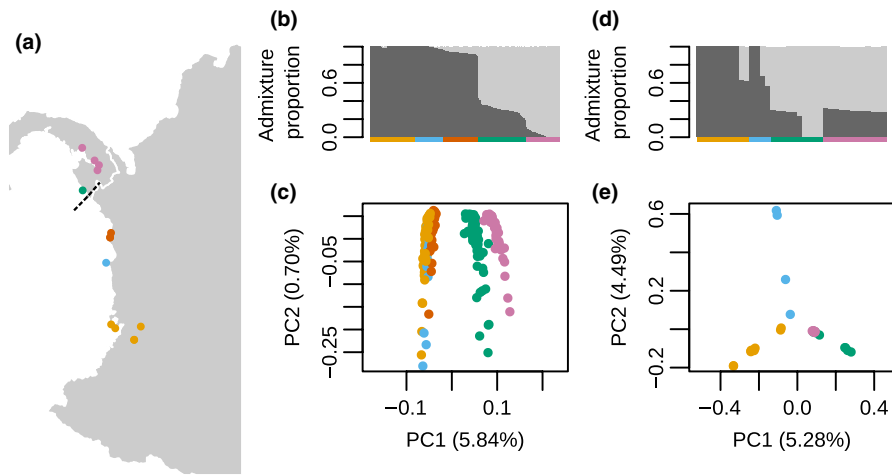 (a)
(b)
Admixture
proportion
0.0
0.6
(d)
Admixture
proportion
0.0
0.6
(c)
PC2 (0.70%)
−0.05
−0.25
−0.1
0.1
PC1 (5.84%)
(e)
PC2 (4.49%)
0.6
0.2
−0.2
−0.4
0.0
0.4
PC1 (5.28%)